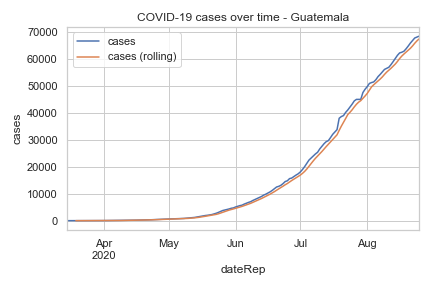 COVID-19 cases over time - Guatemala
cases
cases (rolling)
70000
60000
50000
40000
30000
20000
10000
0
cases
Apr
2020
May
Jun
Jul
Aug
dateRep